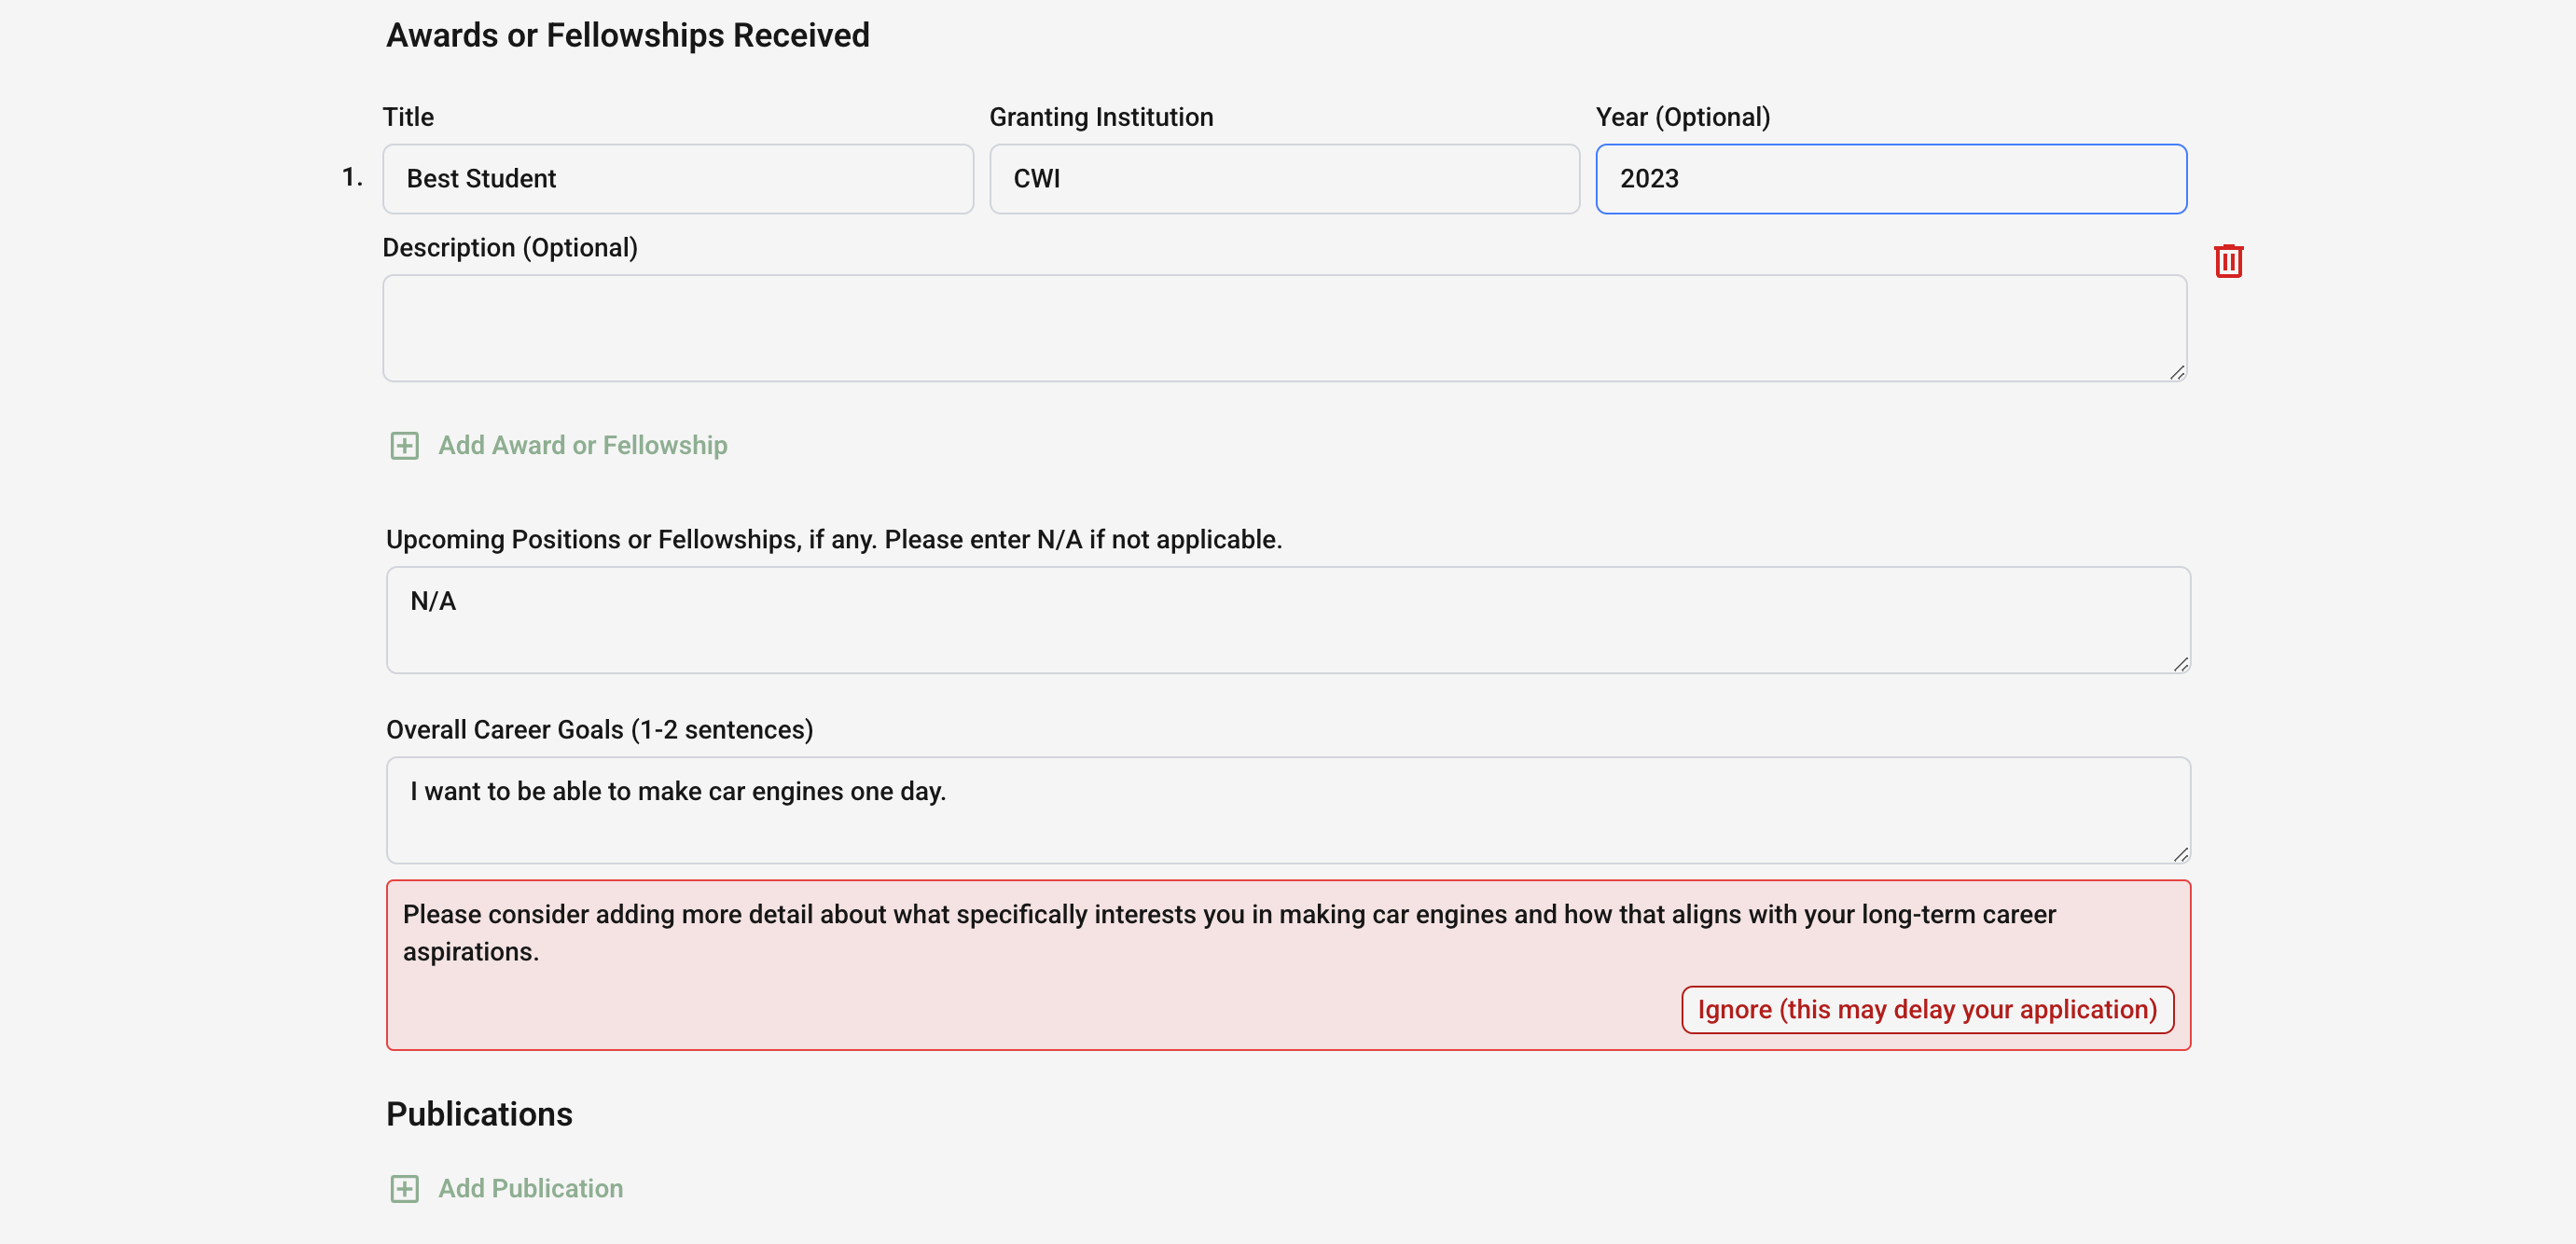 Awards or Fellowships Received
Title
Granting Institution
Year (Optional)
1.
Best Student
CWI
2023
Description (Optional)
Add Award or Fellowship
Upcoming Positions or Fellowships, if any. Please enter N/A if not applicable.
N/A
Overall Career Goals (1-2 sentences)
I want to be able to make car engines one day.
Please consider adding more detail about what specifically interests you in making car engines and how that aligns with your long-term career
aspirations.
Ignore (this may delay your application)
Publications
Add Publication